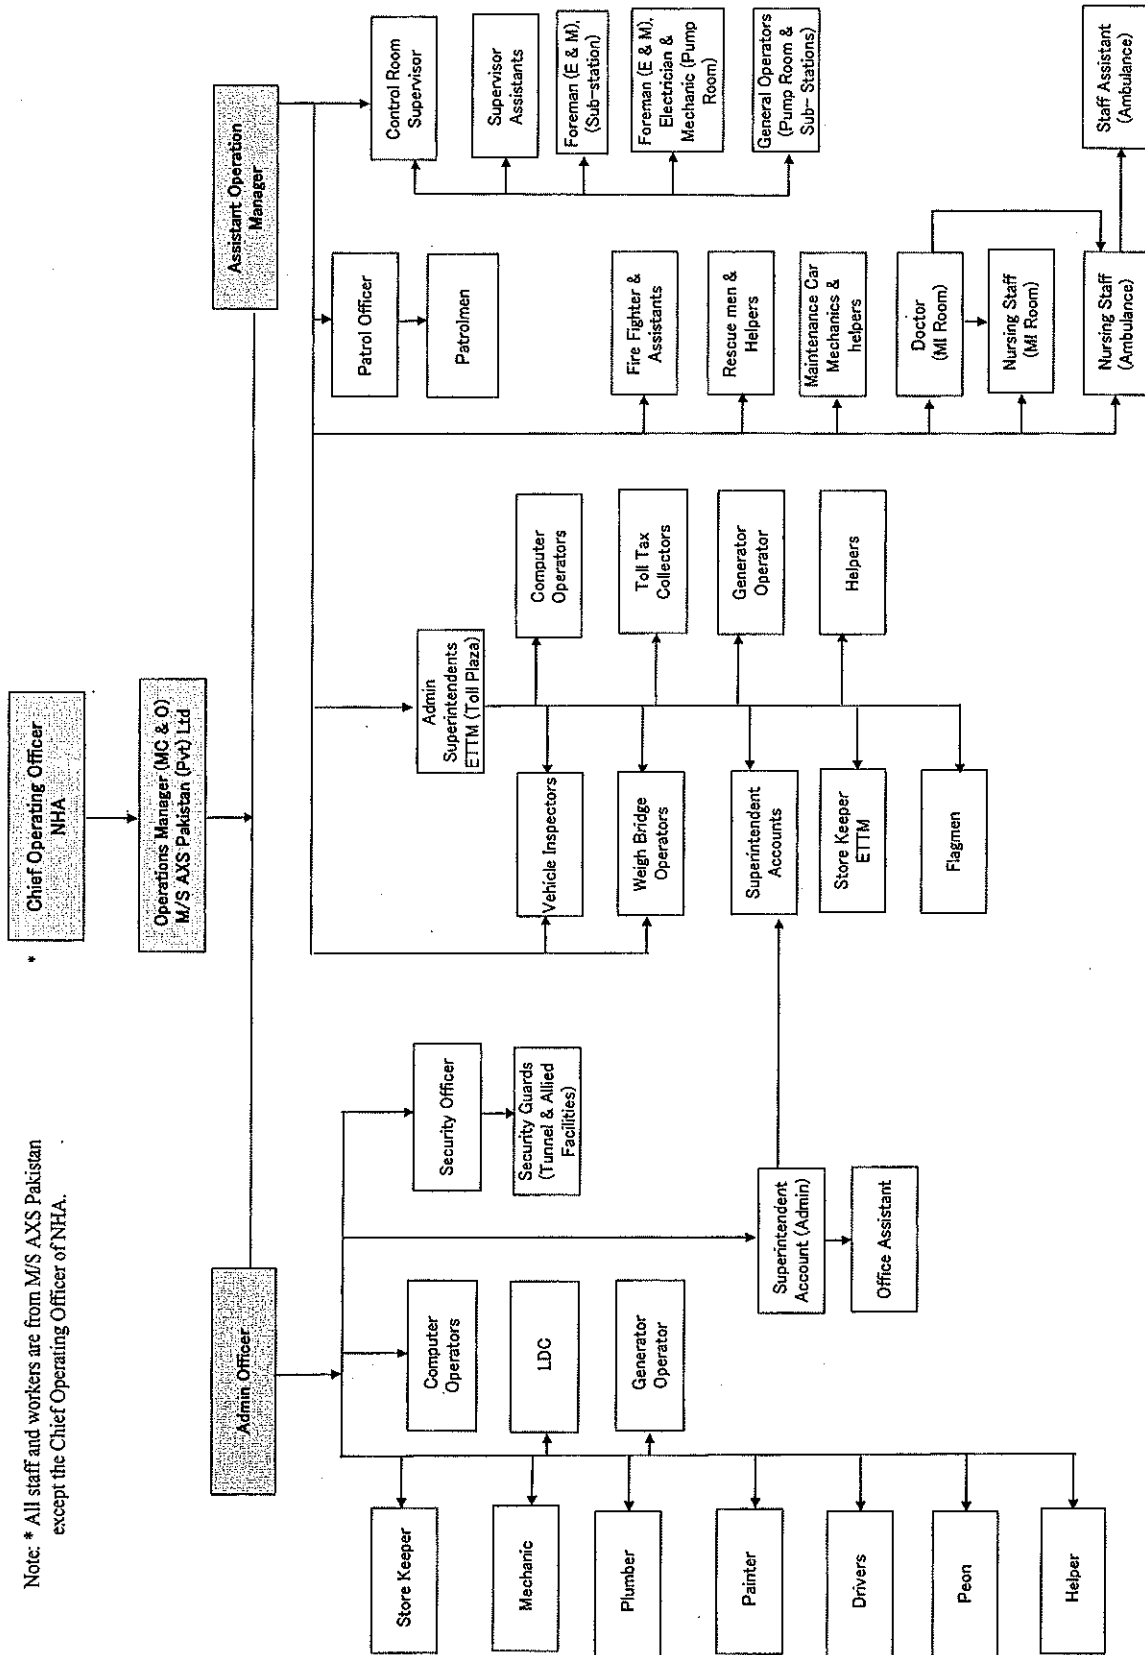 Note: * All staff and workers are from M/S AXS Pakistan
except the Chief Operating Officer of NHA.
*
Chief Operating Officer
NHA
Operations Manager (MC & O)
M/S AXS Pakistan (Pvt) Ltd
Admin Officer
Assistant Operation
Manager
Store Keeper
Mechanic
Plumber
Painter
Drivers
Peon
Helper
Computer
Operators
LDC
Generator
Operator
Security Officer
Security Guards
(Tunnel & Allied
Facilities)
Superintendent
Account (Admin)
Office Assistant
Admin
Superintendents
ETTM (Toll Plaza)
Vehicle Inspectors
Weigh Bridge
Operators
Superintendent
Accounts
Store Keeper
ETTM
Flagmen
Computer
Operators
Toll Tax
Collectors
Generator
Operator
Helpers
Patrol Officer
Patrolmen
Fire Fighter &
Assistants
Rescue men &
Helpers
Maintenance Car
Mechanics &
helpers
Doctor
(MI Room)
Nursing Staff
(MI Room)
Nursing Staff
(Ambulance)
Control Room
Supervisor
Supervisor
Assistants
Foreman (E & M),
(Sub-station)
Foreman (E & M),
Electrician &
Mechanic (Pump
Room)
General Operators
(Pump Room &
Sub- Stations)
Staff Assistant
(Ambulance)